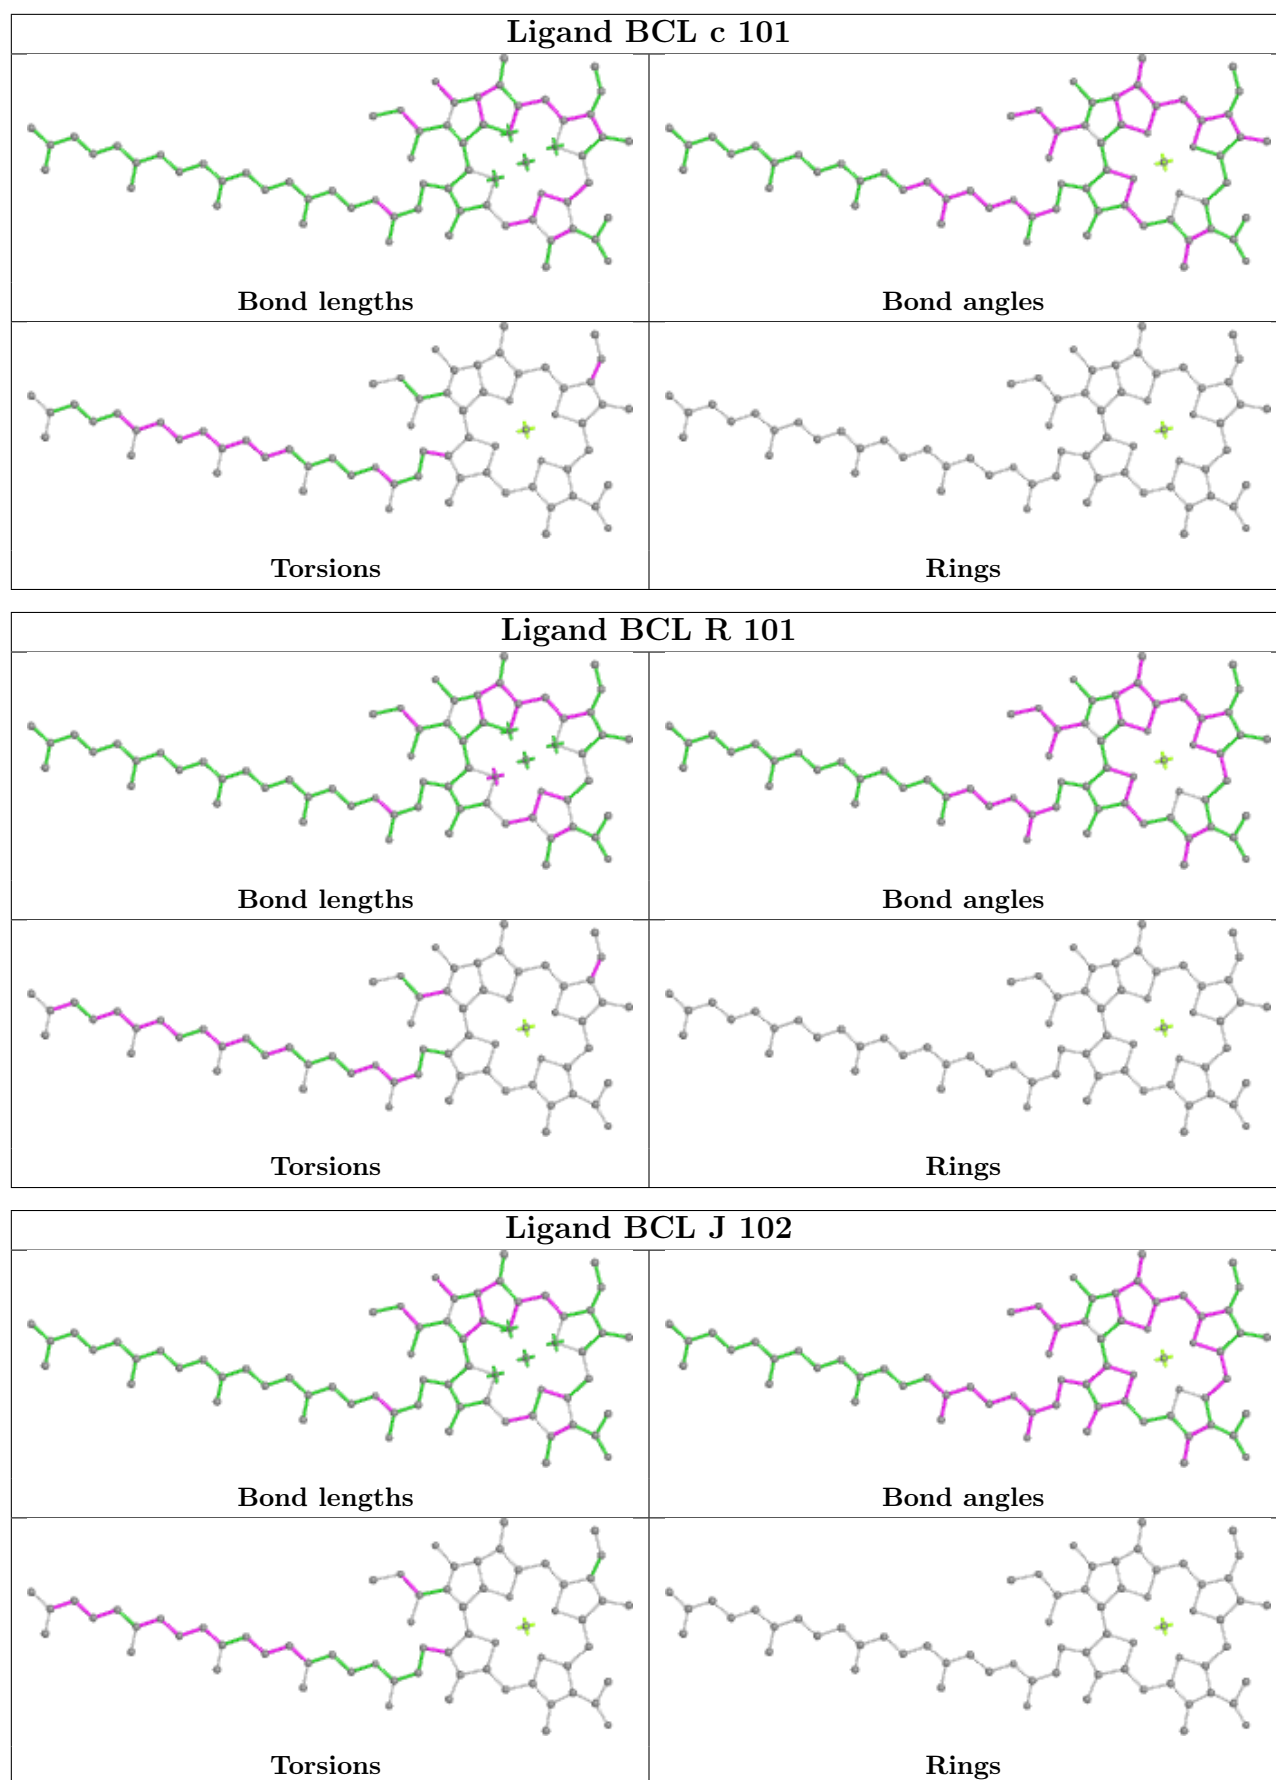 Ligand BCL c 101
Bond lengths
Bond angles
Torsions
Rings
Ligand BCL R 101
Bond lengths
Bond angles
Torsions
Rings
Ligand BCL J 102
Bond lengths
Bond angles
Torsions
Rings